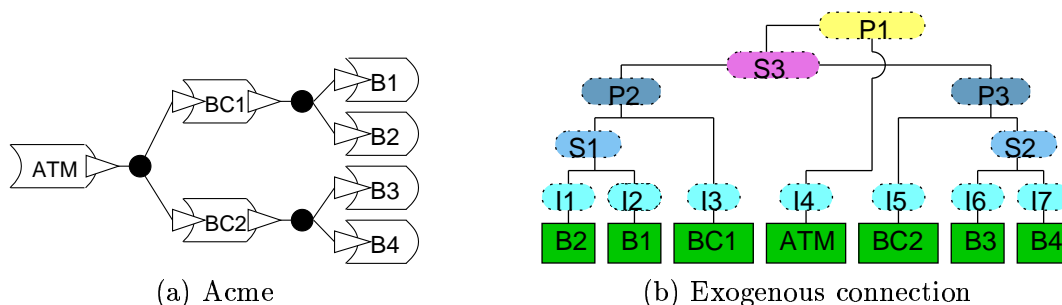 ATM
BC1
BC2
B1
B2
B3
B4
(a) Acme
P1
S3
P2 P3
S1 S2
I1 I2 I3 I4 I5 I6 I7
B2 B1 BC1 ATM BC2 B3 B4
(b) Exogenous connection